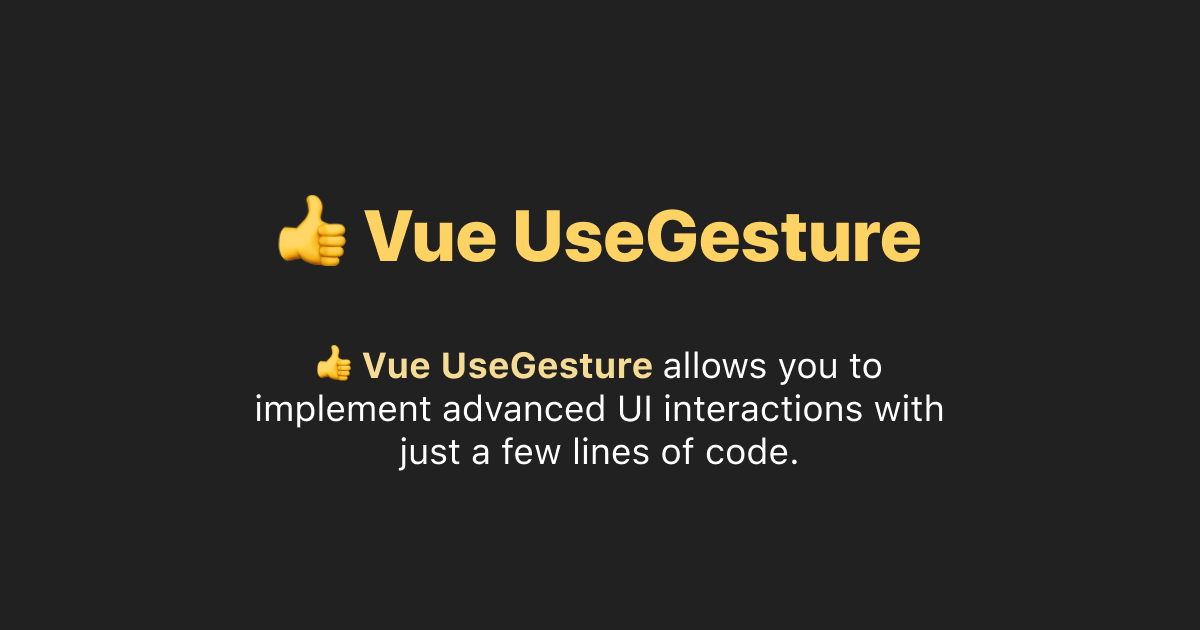 👍 Vue UseGesture
👍 Vue UseGesture allows you to
implement advanced UI interactions with
just a few lines of code.